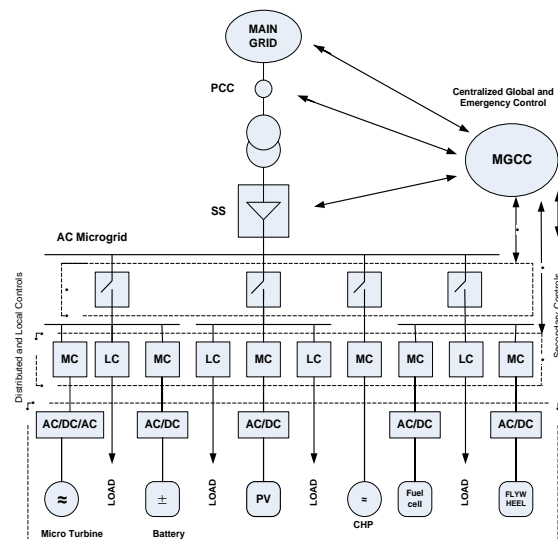 MAIN
GRID
PCC
Centralized Global and
Emergency Control
MGCC
SS
AC Microgrid
Distributed and Local Controls
Secondary Controls
MC
LC
MC
LC
MC
LC
MC
MC
LC
MC
AC/DC/AC
AC/DC
AC/DC
AC/DC
AC/DC
LOAD
LOAD
LOAD
LOAD
≈
±
PV
≈
Fuel
cell
FLYW
HEEL
CHP
Micro Turbine
Battery